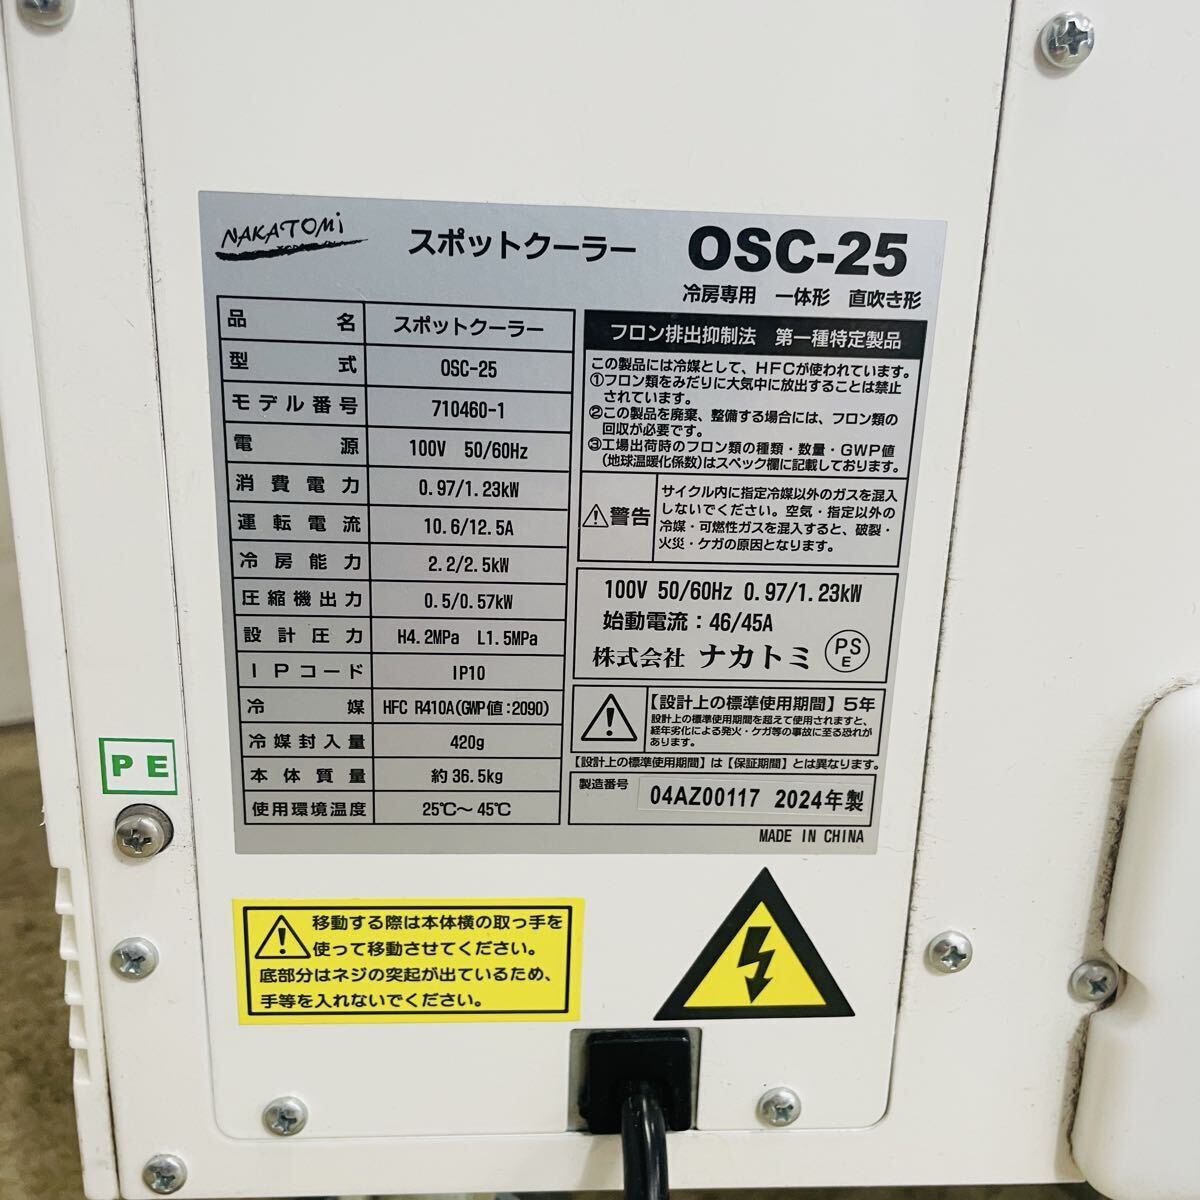 NAKATOMi
スポットクーラー OSC-25
冷房専用 一体形 直吹き形
品名 スポットクーラー
型式 OSC-25
モデル番号 710460-1
電源 100V 50/60Hz
消費電力 0.97/1.23kW
運転電流 10.6/12.5A
冷房能力 2.2/2.5kW
圧縮機出力 0.5/0.57kW
設計圧力 H4.2MPa L1.5MPa
IPコード IP10
冷媒 HFC R410A(GWP値:2090)
冷媒封入量 420g
本体質量 約36.5kg
使用環境温度 25℃～45℃
フロン排出抑制法 第一種特定製品
この製品には冷媒として、HFCが使われています。
①フロン類をみだりに大気中に放出することは禁止
されています。
②この製品を廃棄、整備する場合には、フロン類の
回収が必要です。
③工場出荷時のフロン類の種類・数量・GWP値
(地球温暖化係数)はスペック欄に記載しております。
警告
サイクル内に指定冷媒以外のガスを混入
しないでください。空気・指定以外の
冷媒・可燃性ガスを混入すると、破裂・
火災・ケガの原因となります。
100V 50/60Hz 0.97/1.23kW
始動電流：46/45A
株式会社 ナカトミ PS E
【設計上の標準使用期間】5年
設計上の標準使用期間を超えて使用されますと、
経年劣化による発火・ケガ等の事故に至る恐れが
あります。
【設計上の標準使用期間】は【保証期間】とは異なります。
製造番号 04AZ00117 2024年製
MADE IN CHINA
PE
移動する際は本体横の取っ手を
使って移動させてください。
底部分はネジの突起が出ているため、
手等を入れないでください。